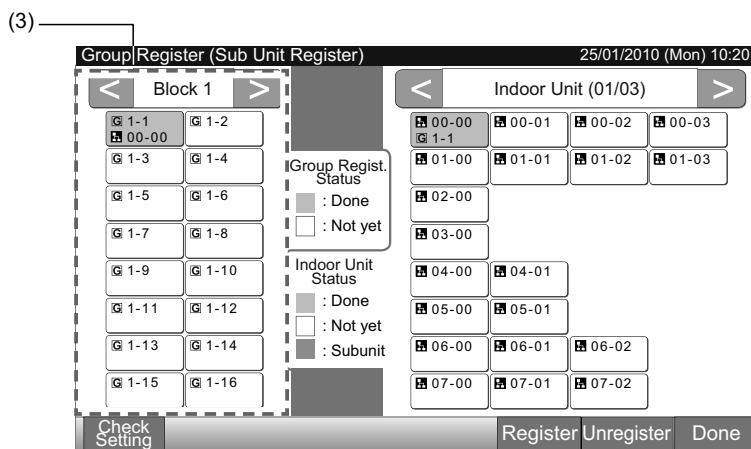 (3)
Group Register (Sub Unit Register) 25/01/2010 (Mon) 10:20
< Block 1 >
G 1-1
00-00
G 1-2
G 1-3 G 1-4
G 1-5 G 1-6
G 1-7 G 1-8
G 1-9 G 1-10
G 1-11 G 1-12
G 1-13 G 1-14
G 1-15 G 1-16
Group Regist.
Status
: Done
: Not yet
Indoor Unit
Status
: Done
: Not yet
: Subunit
< Indoor Unit (01/03) >
00-00
G 1-1
00-01 00-02 00-03
01-00 01-01 01-02 01-03
02-00
03-00
04-00 04-01
05-00 05-01
06-00 06-01 06-02
07-00 07-01 07-02
Check
Setting
Register Unregister Done